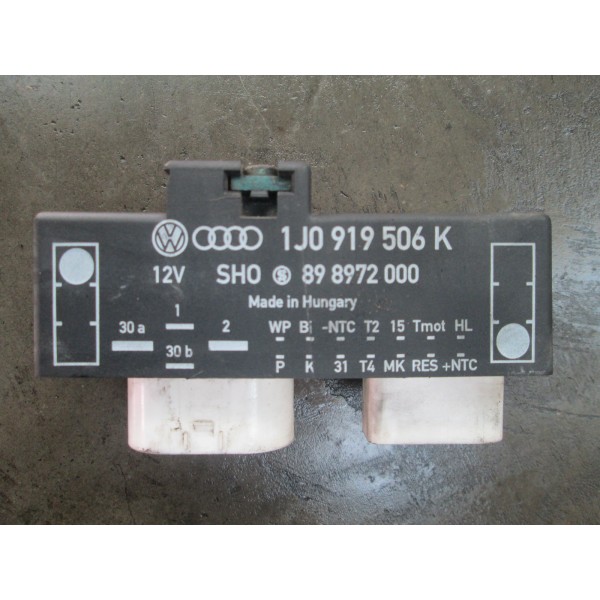 1J0 919 506 K
12V SHO 89 8972 000
Made in Hungary
1
30 a 2 WP Bi -NTC T2 15 Tmot HL
30 b P K 31 T4 MK RES +NTC